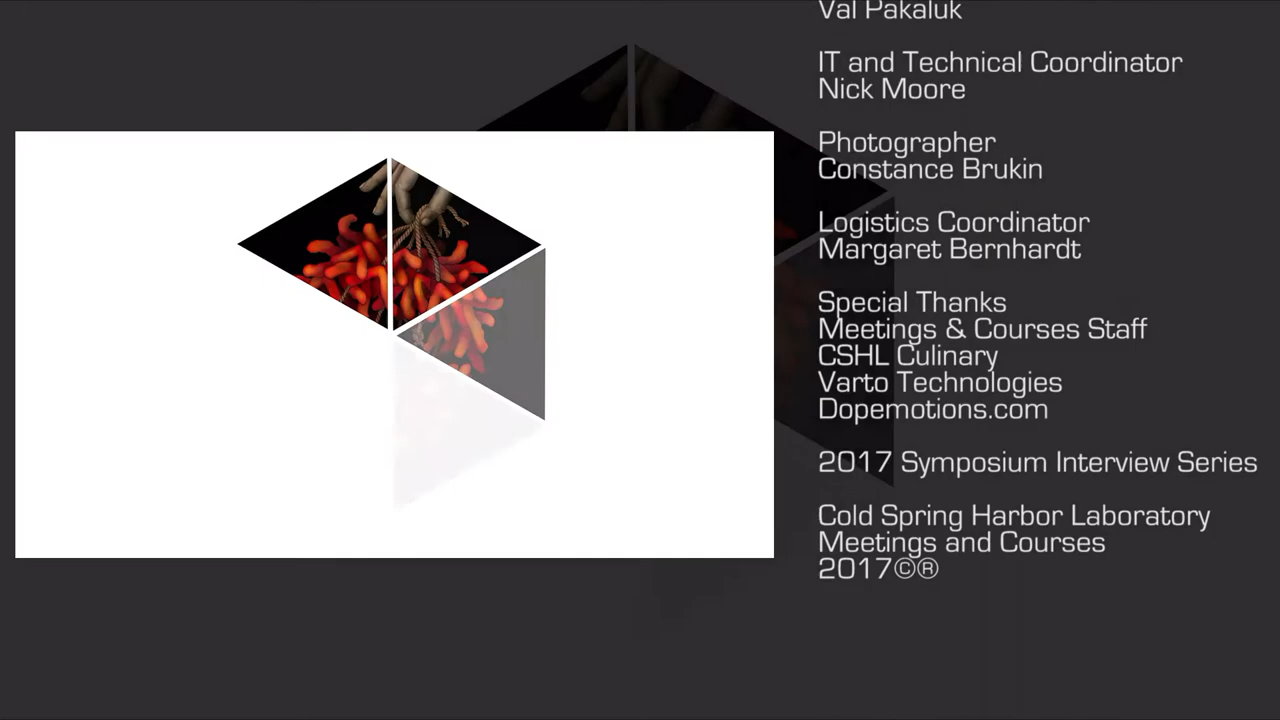 Val Pakaluk
IT and Technical Coordinator
Nick Moore
Photographer
Constance Brukin
Logistics Coordinator
Margaret Bernhardt
Special Thanks
Meetings & Courses Staff
CSHL Culinary
Varto Technologies
Dopemotions.com
2017 Symposium Interview Series
Cold Spring Harbor Laboratory
Meetings and Courses
2017©®